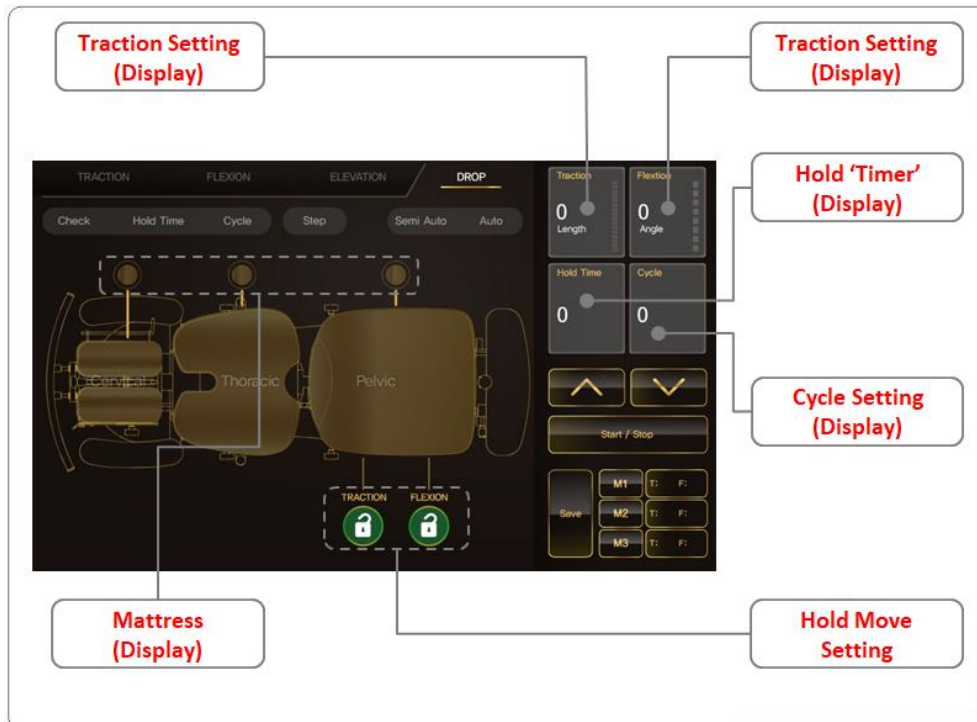 Traction Setting
(Display)
Traction Setting
(Display)
TRACTION FLEXION ELEVATION DROP
Check Hold Time Cycle Step Semi Auto Auto
Traction
0
Length
Flextion
0
Angle
Hold 'Timer'
(Display)
Hold Time
0
Cycle
0
Cervical Thoracic Pelvic
Cycle Setting
(Display)
Start / Stop
TRACTION FLEXION
Save
M1 T: F:
M2 T: F:
M3 T: F:
Mattress
(Display)
Hold Move
Setting